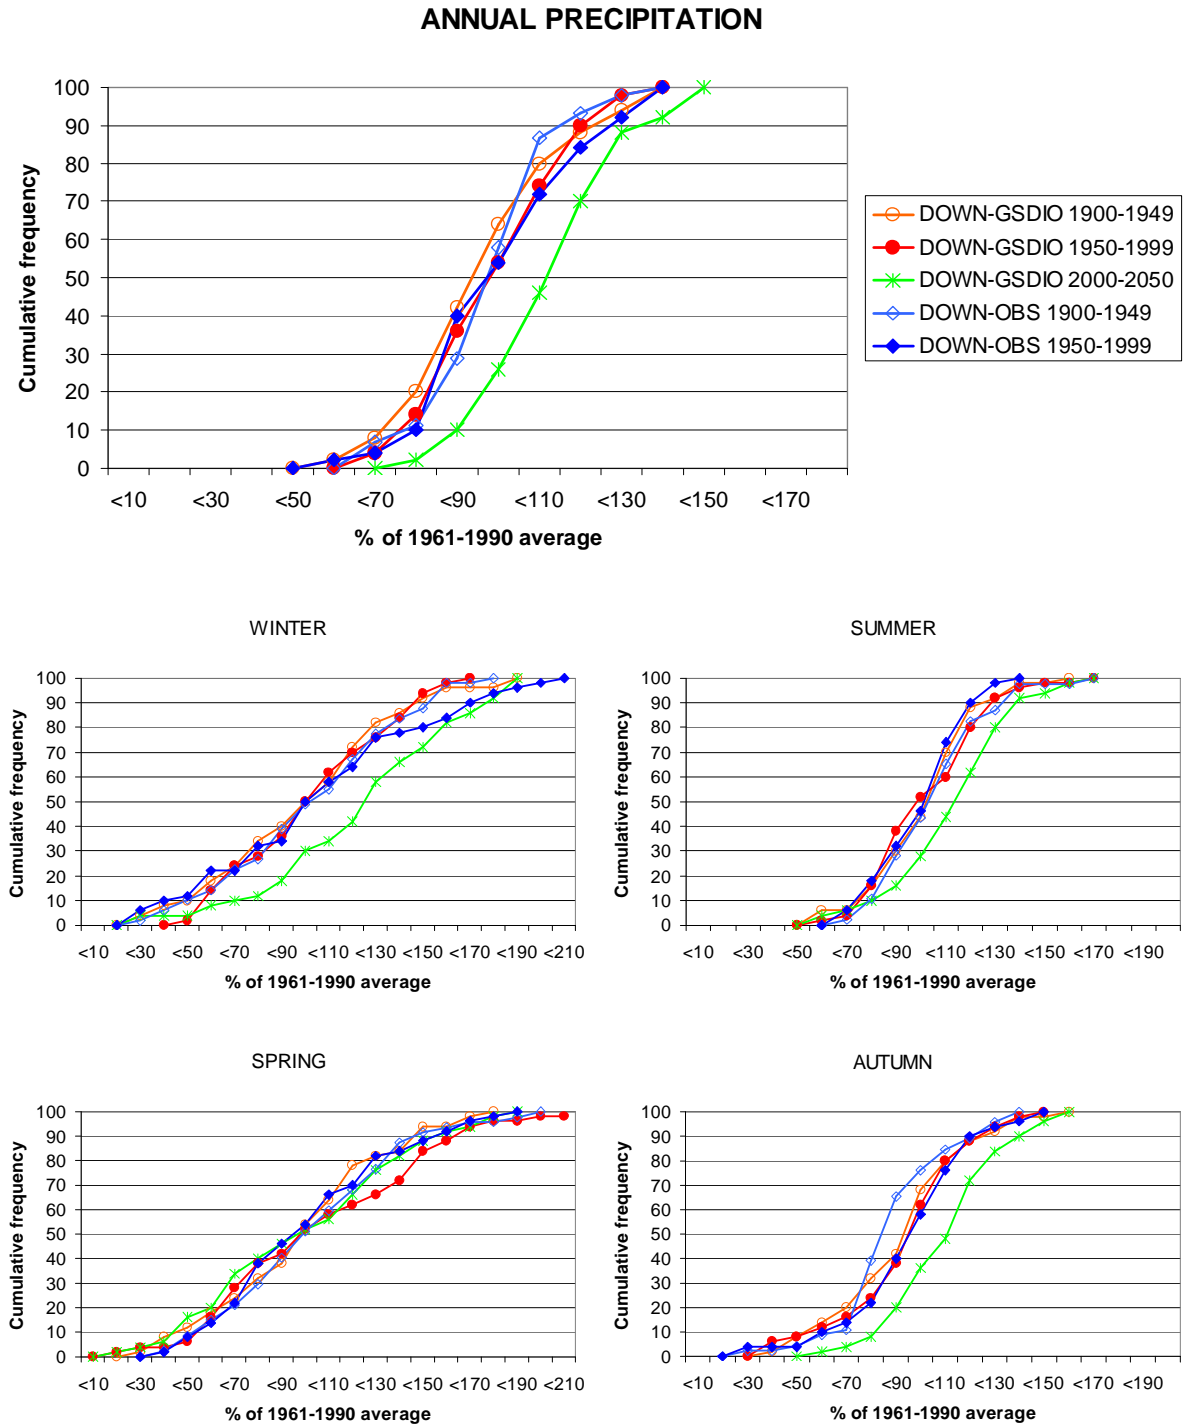 ANNUAL PRECIPITATION
100
90
80
70
60
50
40
30
20
10
0
Cumulative frequency
<10 <30 <50 <70 <90 <110 <130 <150 <170
% of 1961-1990 average
DOWN-GSDIO 1900-1949
DOWN-GSDIO 1950-1999
DOWN-GSDIO 2000-2050
DOWN-OBS 1900-1949
DOWN-OBS 1950-1999
WINTER
100
90
80
70
60
50
40
30
20
10
0
Cumulative frequency
<10 <30 <50 <70 <90 <110 <130 <150 <170 <190 <210
% of 1961-1990 average
SUMMER
100
90
80
70
60
50
40
30
20
10
0
Cumulative frequency
<10 <30 <50 <70 <90 <110 <130 <150 <170 <190
% of 1961-1990 average
SPRING
100
90
80
70
60
50
40
30
20
10
0
Cumulative frequency
<10 <30 <50 <70 <90 <110 <130 <150 <170 <190 <210
% of 1961-1990 average
AUTUMN
100
90
80
70
60
50
40
30
20
10
0
Cumulative frequency
<10 <30 <50 <70 <90 <110 <130 <150 <170 <190
% of 1961-1990 average